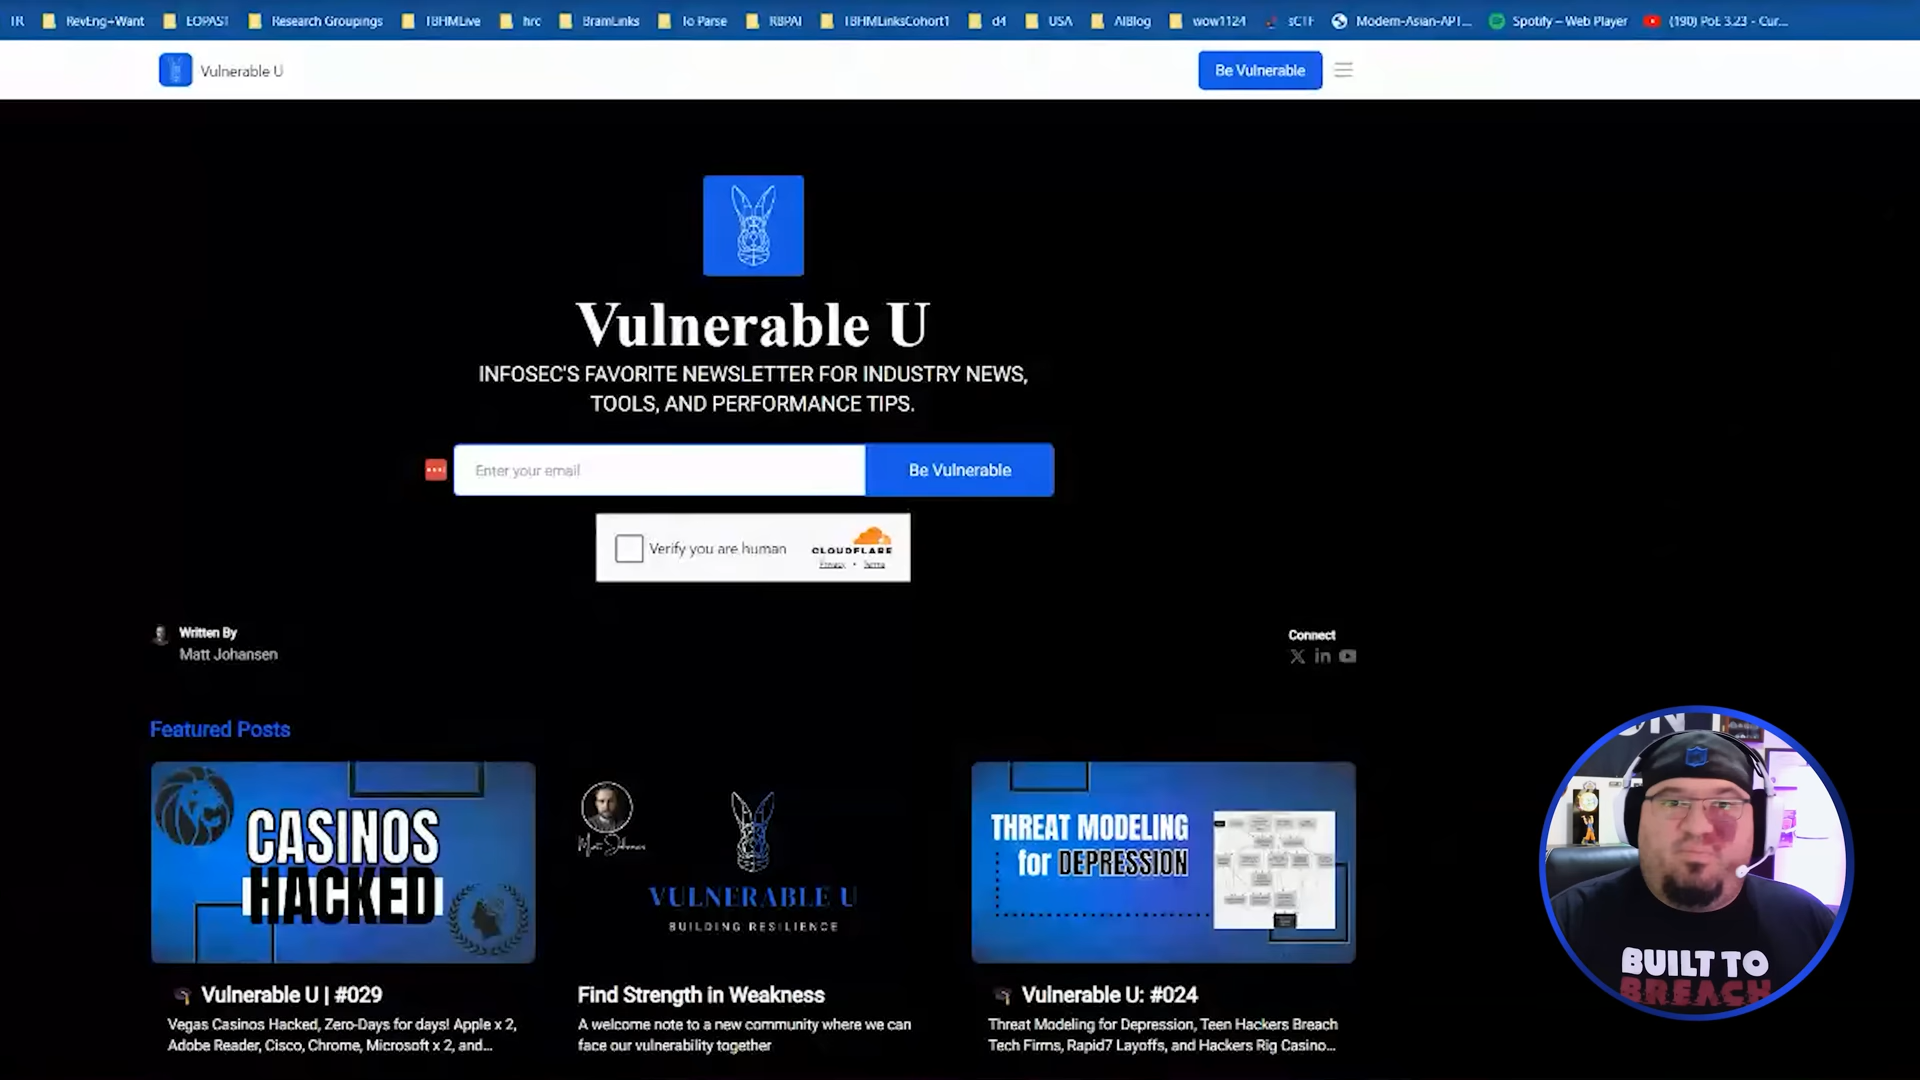 TR RevEng+Want EOPAST Research Groupings TBHMLive hrc BramLinks To Parse RBPAI TBHMLinksCohort1 d4 USA AIBlog wow1124 sCTF Modern-Asian-APT... Spotify – Web Player (190) PoE 3.23 - Cur...
Vulnerable U
Be Vulnerable
Vulnerable U
INFOSEC'S FAVORITE NEWSLETTER FOR INDUSTRY NEWS,
TOOLS, AND PERFORMANCE TIPS.
Enter your email
Be Vulnerable
Verify you are human
CLOUDFLARE
Privacy • Terms
Written By
Matt Johansen
Connect
Featured Posts
CASINOS
HACKED
Matt Johansen
VULNERABLE U
BUILDING RESILIENCE
THREAT MODELING
for DEPRESSION
Vulnerable U | #029
Vegas Casinos Hacked, Zero-Days for days! Apple x 2,
Adobe Reader, Cisco, Chrome, Microsoft x 2, and...
Find Strength in Weakness
A welcome note to a new community where we can
face our vulnerability together
Vulnerable U: #024
Threat Modeling for Depression, Teen Hackers Breach
Tech Firms, Rapid7 Layoffs, and Hackers Rig Casino...
BUILT TO
BREACH